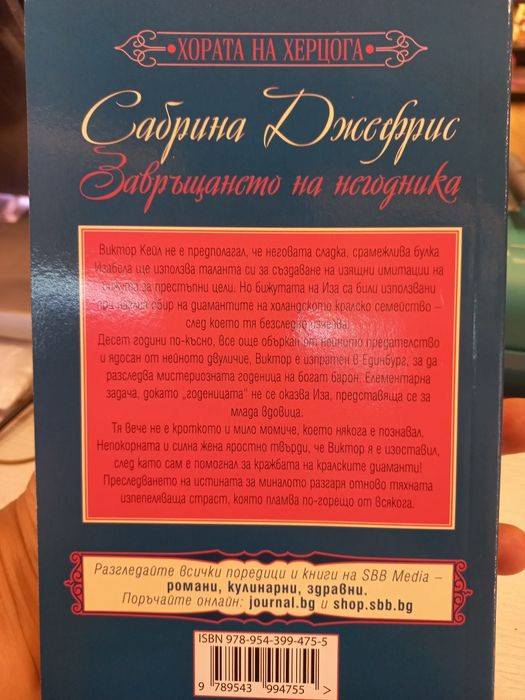 ХОРАТА НА ХЕРЦОГА
Сабрина Джефрис
Завръщането на негодника
Виктор Кейл не е предполагал, че неговата сладка, срамежлива булка
Изабела ще използва таланта си за създаване на изящни имитации на
бижута за престъпни цели. Но бижутата на Иза са били използвани
при наглия обир на диамантите на холандското кралско семейство –
след което тя безследно изчезва.
Десет години по-късно, все още объркан от нейното предателство
и ядосан от нейното двуличие, Виктор е изпратен в Единбург, за да
разследва мистериозната годеница на богат барон. Елементарна
задача, докато „годеницата" не се оказва Иза, представяща се за
млада вдовица.
Тя вече не е кроткото и мило момиче, което някога е познавал.
Непокорната и силна жена яростно твърди, че Виктор я е изоставил,
след като сам е помогнал за кражбата на кралските диаманти!
Преследването на истината за миналото разгаря отново тяхната
изпепеляваща страст, която пламва по-горещо от всякога.
Разгледайте всички поредици и книги на SBB Media –
романи, кулинарни, здравни.
Поръчайте онлайн: journal.bg и shop.sbb.bg
ISBN 978-954-399-475-5
9 789543 994755 >